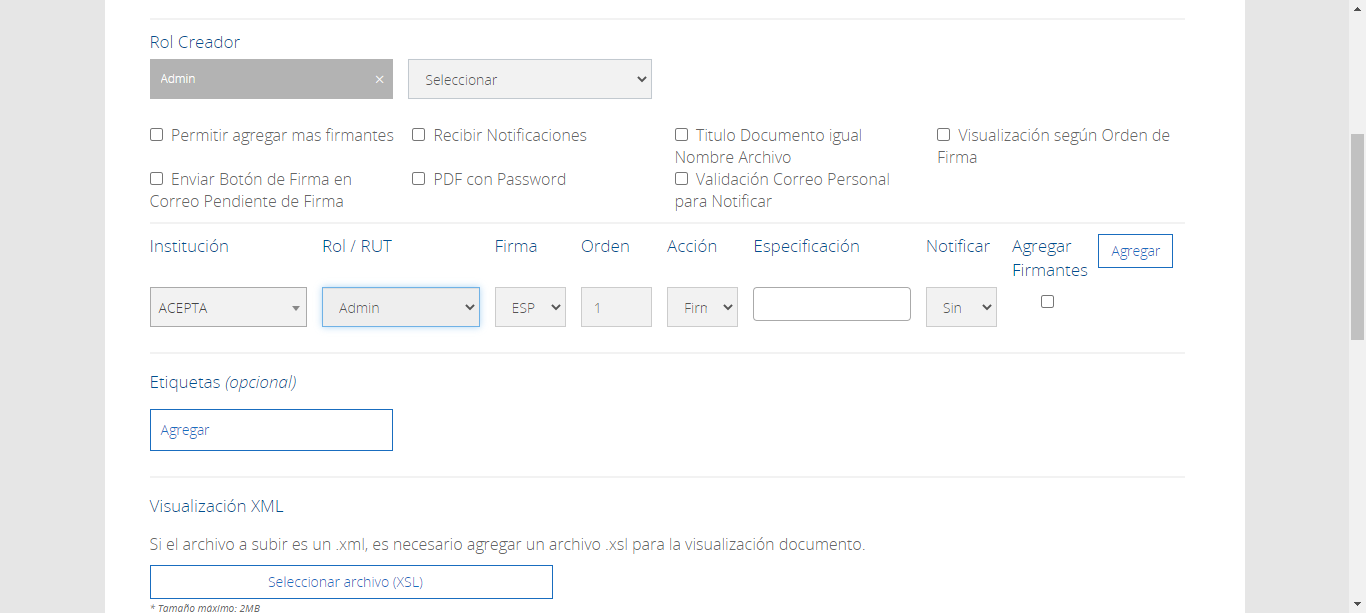 Rol Creador
Admin ×
Seleccionar
Permitir agregar mas firmantes
Recibir Notificaciones
Titulo Documento igual
Nombre Archivo
Visualización según Orden de
Firma
Enviar Botón de Firma en
Correo Pendiente de Firma
PDF con Password
Validación Correo Personal
para Notificar
Institución Rol / RUT Firma Orden Acción Especificación Notificar Agregar
Firmantes
Agregar
ACEPTA Admin ESP 1 Firn Sin
Etiquetas (opcional)
Agregar
Visualización XML
Si el archivo a subir es un .xml, es necesario agregar un archivo .xsl para la visualización documento.
Seleccionar archivo (XSL)
* Tamaño máximo: 2MB